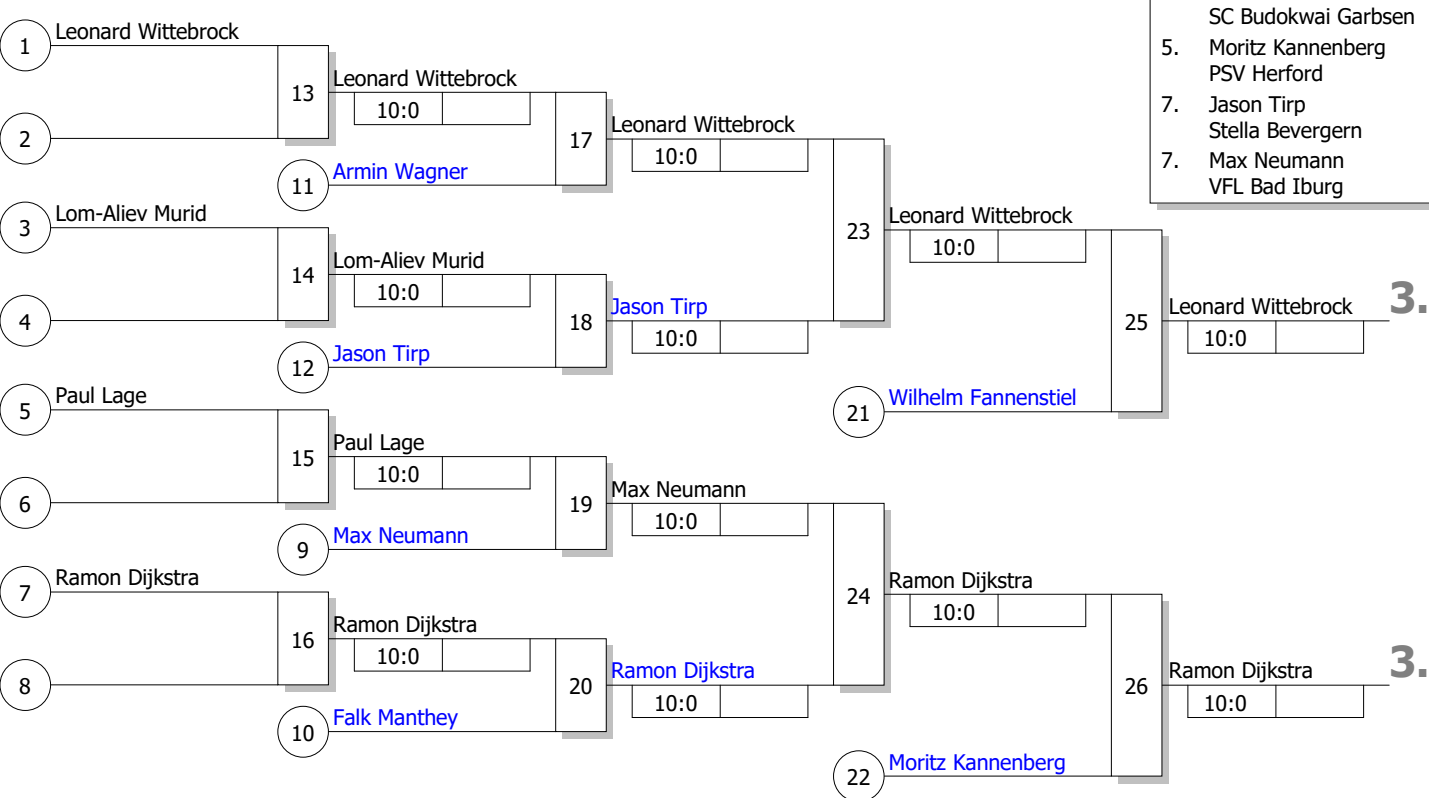 SC Budokwai Garbsen
5. Moritz Kannenberg
PSV Herford
7. Jason Tirp
Stella Bevergern
7. Max Neumann
VFL Bad Iburg
1 Leonard Wittebrock
13 Leonard Wittebrock
10:0
2
17 Leonard Wittebrock
10:0
11 Armin Wagner
3 Lom-Aliev Murid
23 Leonard Wittebrock
10:0
14 Lom-Aliev Murid
10:0
4
18 Jason Tirp
10:0
12 Jason Tirp
25 Leonard Wittebrock 3.
10:0
21 Wilhelm Fannenstiel
5 Paul Lage
15 Paul Lage
10:0
6
19 Max Neumann
10:0
9 Max Neumann
7 Ramon Dijkstra
24 Ramon Dijkstra
10:0
16 Ramon Dijkstra
10:0
8
20 Ramon Dijkstra
10:0
10 Falk Manthey
26 Ramon Dijkstra 3.
10:0
22 Moritz Kannenberg